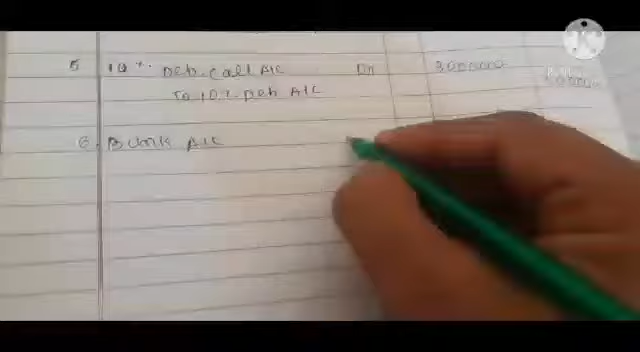 5 10% Deb. Call A/C Dr 300000
To 10% Deb A/C
6. Bank A/C